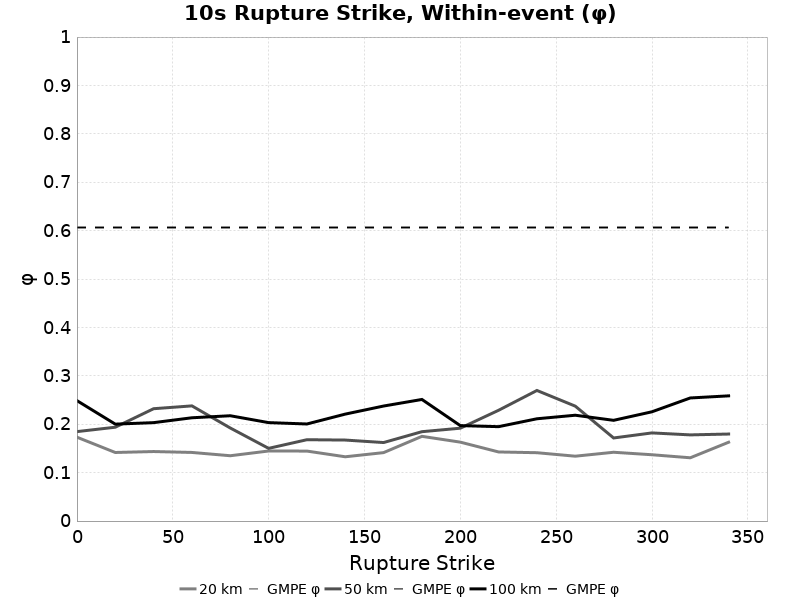 10s Rupture Strike, Within-event (φ)
1
0.9
0.8
0.7
0.6
0.5
0.4
0.3
0.2
0.1
0
φ
0 50 100 150 200 250 300 350
Rupture Strike
20 km GMPE φ 50 km GMPE φ 100 km GMPE φ